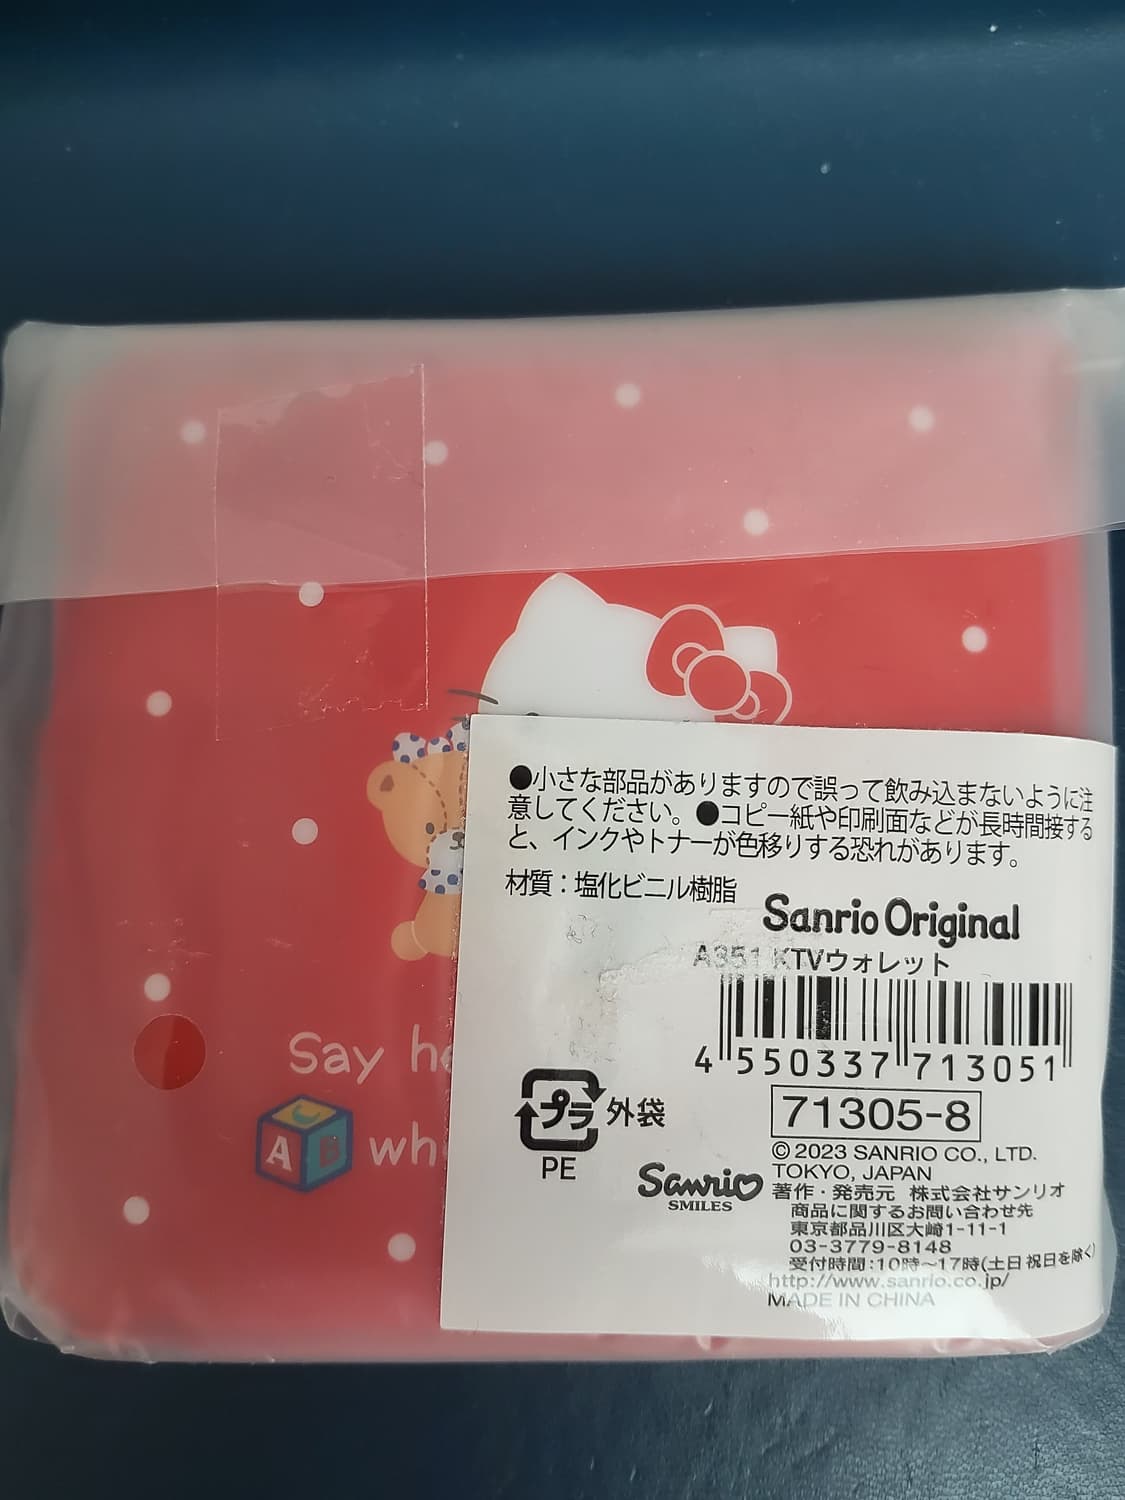 ●小さな部品がありますので誤って飲み込まないように注
意してください。●コピー紙や印刷面などが長時間接する
と、インクやトナーが色移りする恐れがあります。
材質：塩化ビニル樹脂
Sanrio Original
A351 KTVウォレット
4 550337 713051
71305-8
プラ 外袋
PE
Sanrio
SMILES
© 2023 SANRIO CO., LTD.
TOKYO, JAPAN
著作・発売元 株式会社サンリオ
商品に関するお問い合わせ先
東京都品川区大崎1-11-1
03-3779-8148
受付時間：10時〜17時(土日祝日を除く)
http://www.sanrio.co.jp/
MADE IN CHINA
Say he
A B wh